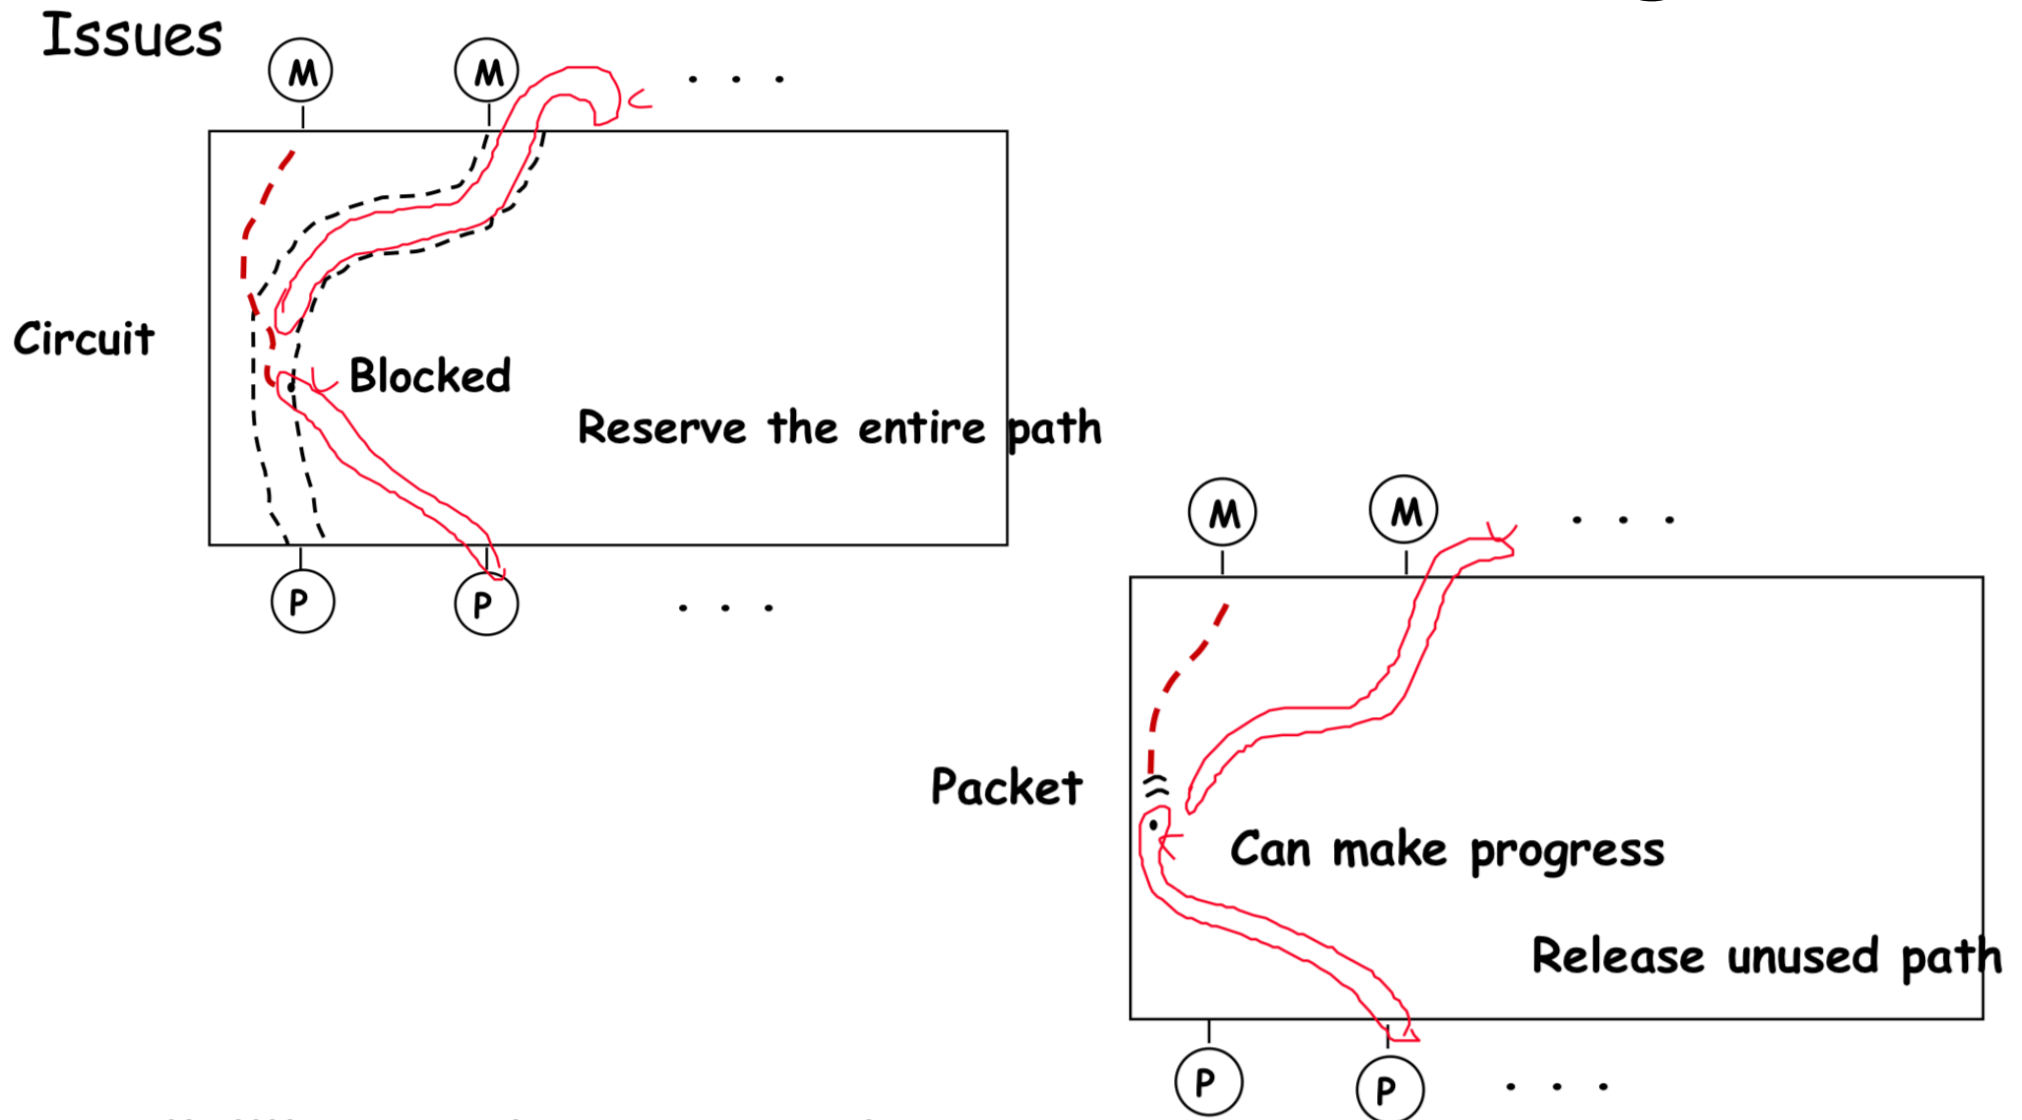 Issues
M M . . .
Circuit
Blocked
Reserve the entire path
P P . . .
M M . . .
Packet
Can make progress
Release unused path
P P . . .